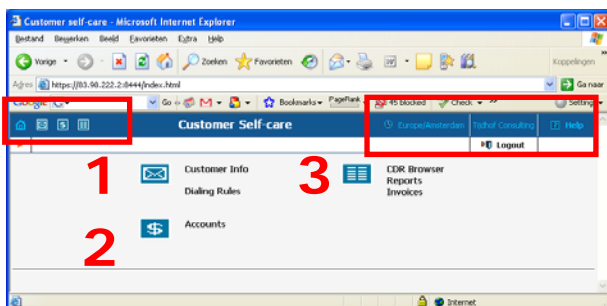 Customer self-care - Microsoft Internet Explorer
Bestand Bewerken Beeld Favorieten Extra Help
Vorige Zoeken Favorieten Koppelingen
Adres https://83.98.222.2:8444/index.html Ga naar
Go Bookmarks PageRank 45 blocked Check Settings
Customer Self-care Europe/Amsterdam Tjidhof Consulting Help
Logout
1 Customer Info 3 CDR Browser
Reports
Dialing Rules Invoices
2 Accounts
Internet